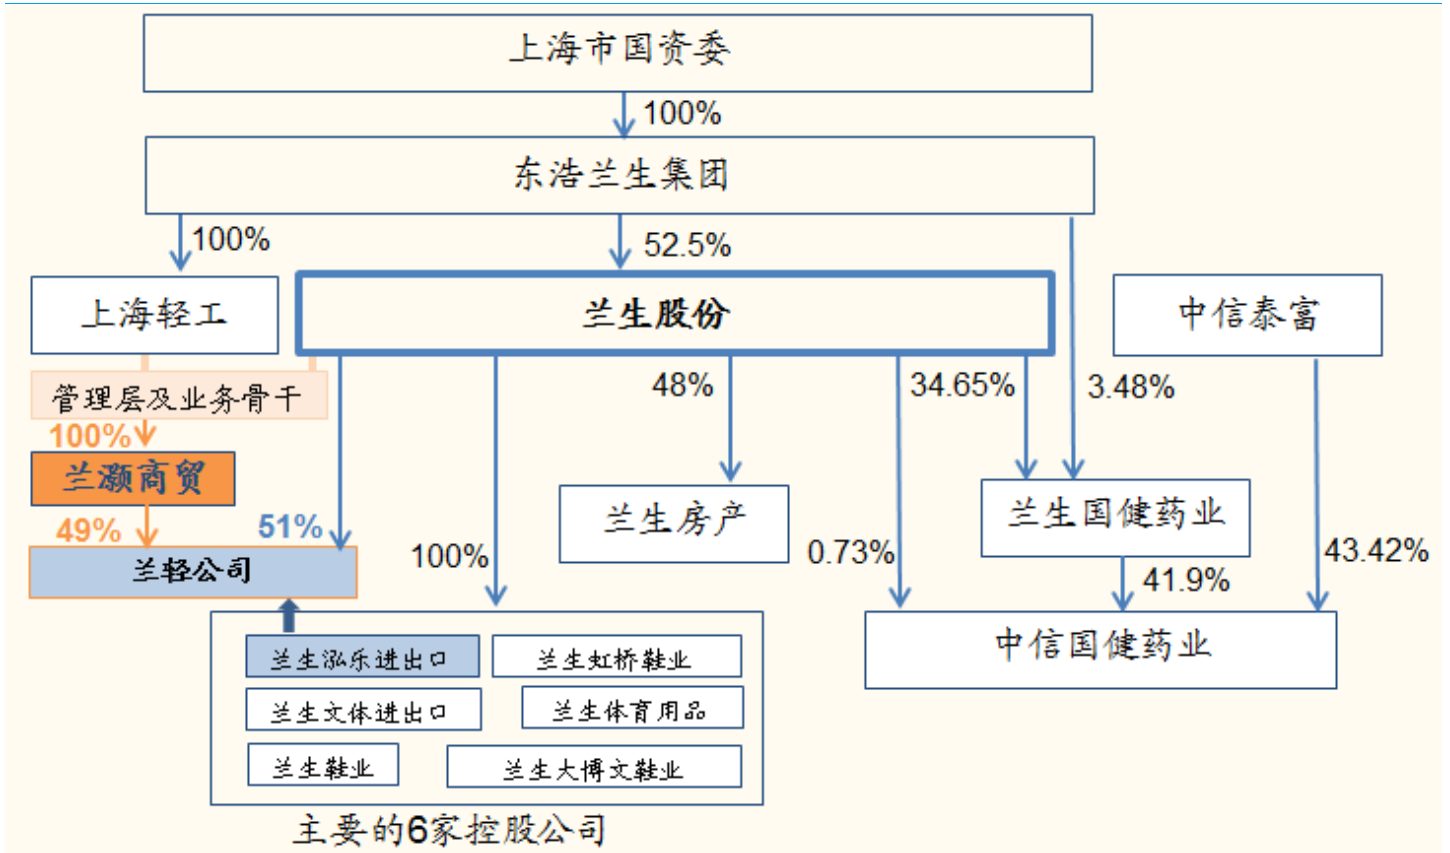 上海市国资委
100%
东浩兰生集团
100%
52.5%
上海轻工
兰生股份
中信泰富
管理层及业务骨干
48%
34.65%
3.48%
100%
兰灏商贸
兰生房产
兰生国健药业
49%
51%
100%
0.73%
43.42%
兰轻公司
41.9%
中信国健药业
兰生泓乐进出口
兰生虹桥鞋业
兰生文体进出口
兰生体育用品
兰生鞋业
兰生大博文鞋业
主要的6家控股公司